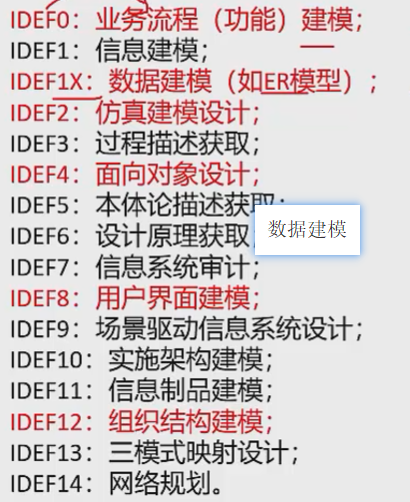 IDEF0：业务流程（功能）建模；
IDEF1：信息建模；
IDEF1X：数据建模（如ER模型）；
IDEF2：仿真建模设计；
IDEF3：过程描述获取；
IDEF4：面向对象设计；
IDEF5：本体论描述获取；
IDEF6：设计原理获取；
数据建模
IDEF7：信息系统审计；
IDEF8：用户界面建模；
IDEF9：场景驱动信息系统设计；
IDEF10：实施架构建模；
IDEF11：信息制品建模；
IDEF12：组织结构建模；
IDEF13：三模式映射设计；
IDEF14：网络规划。